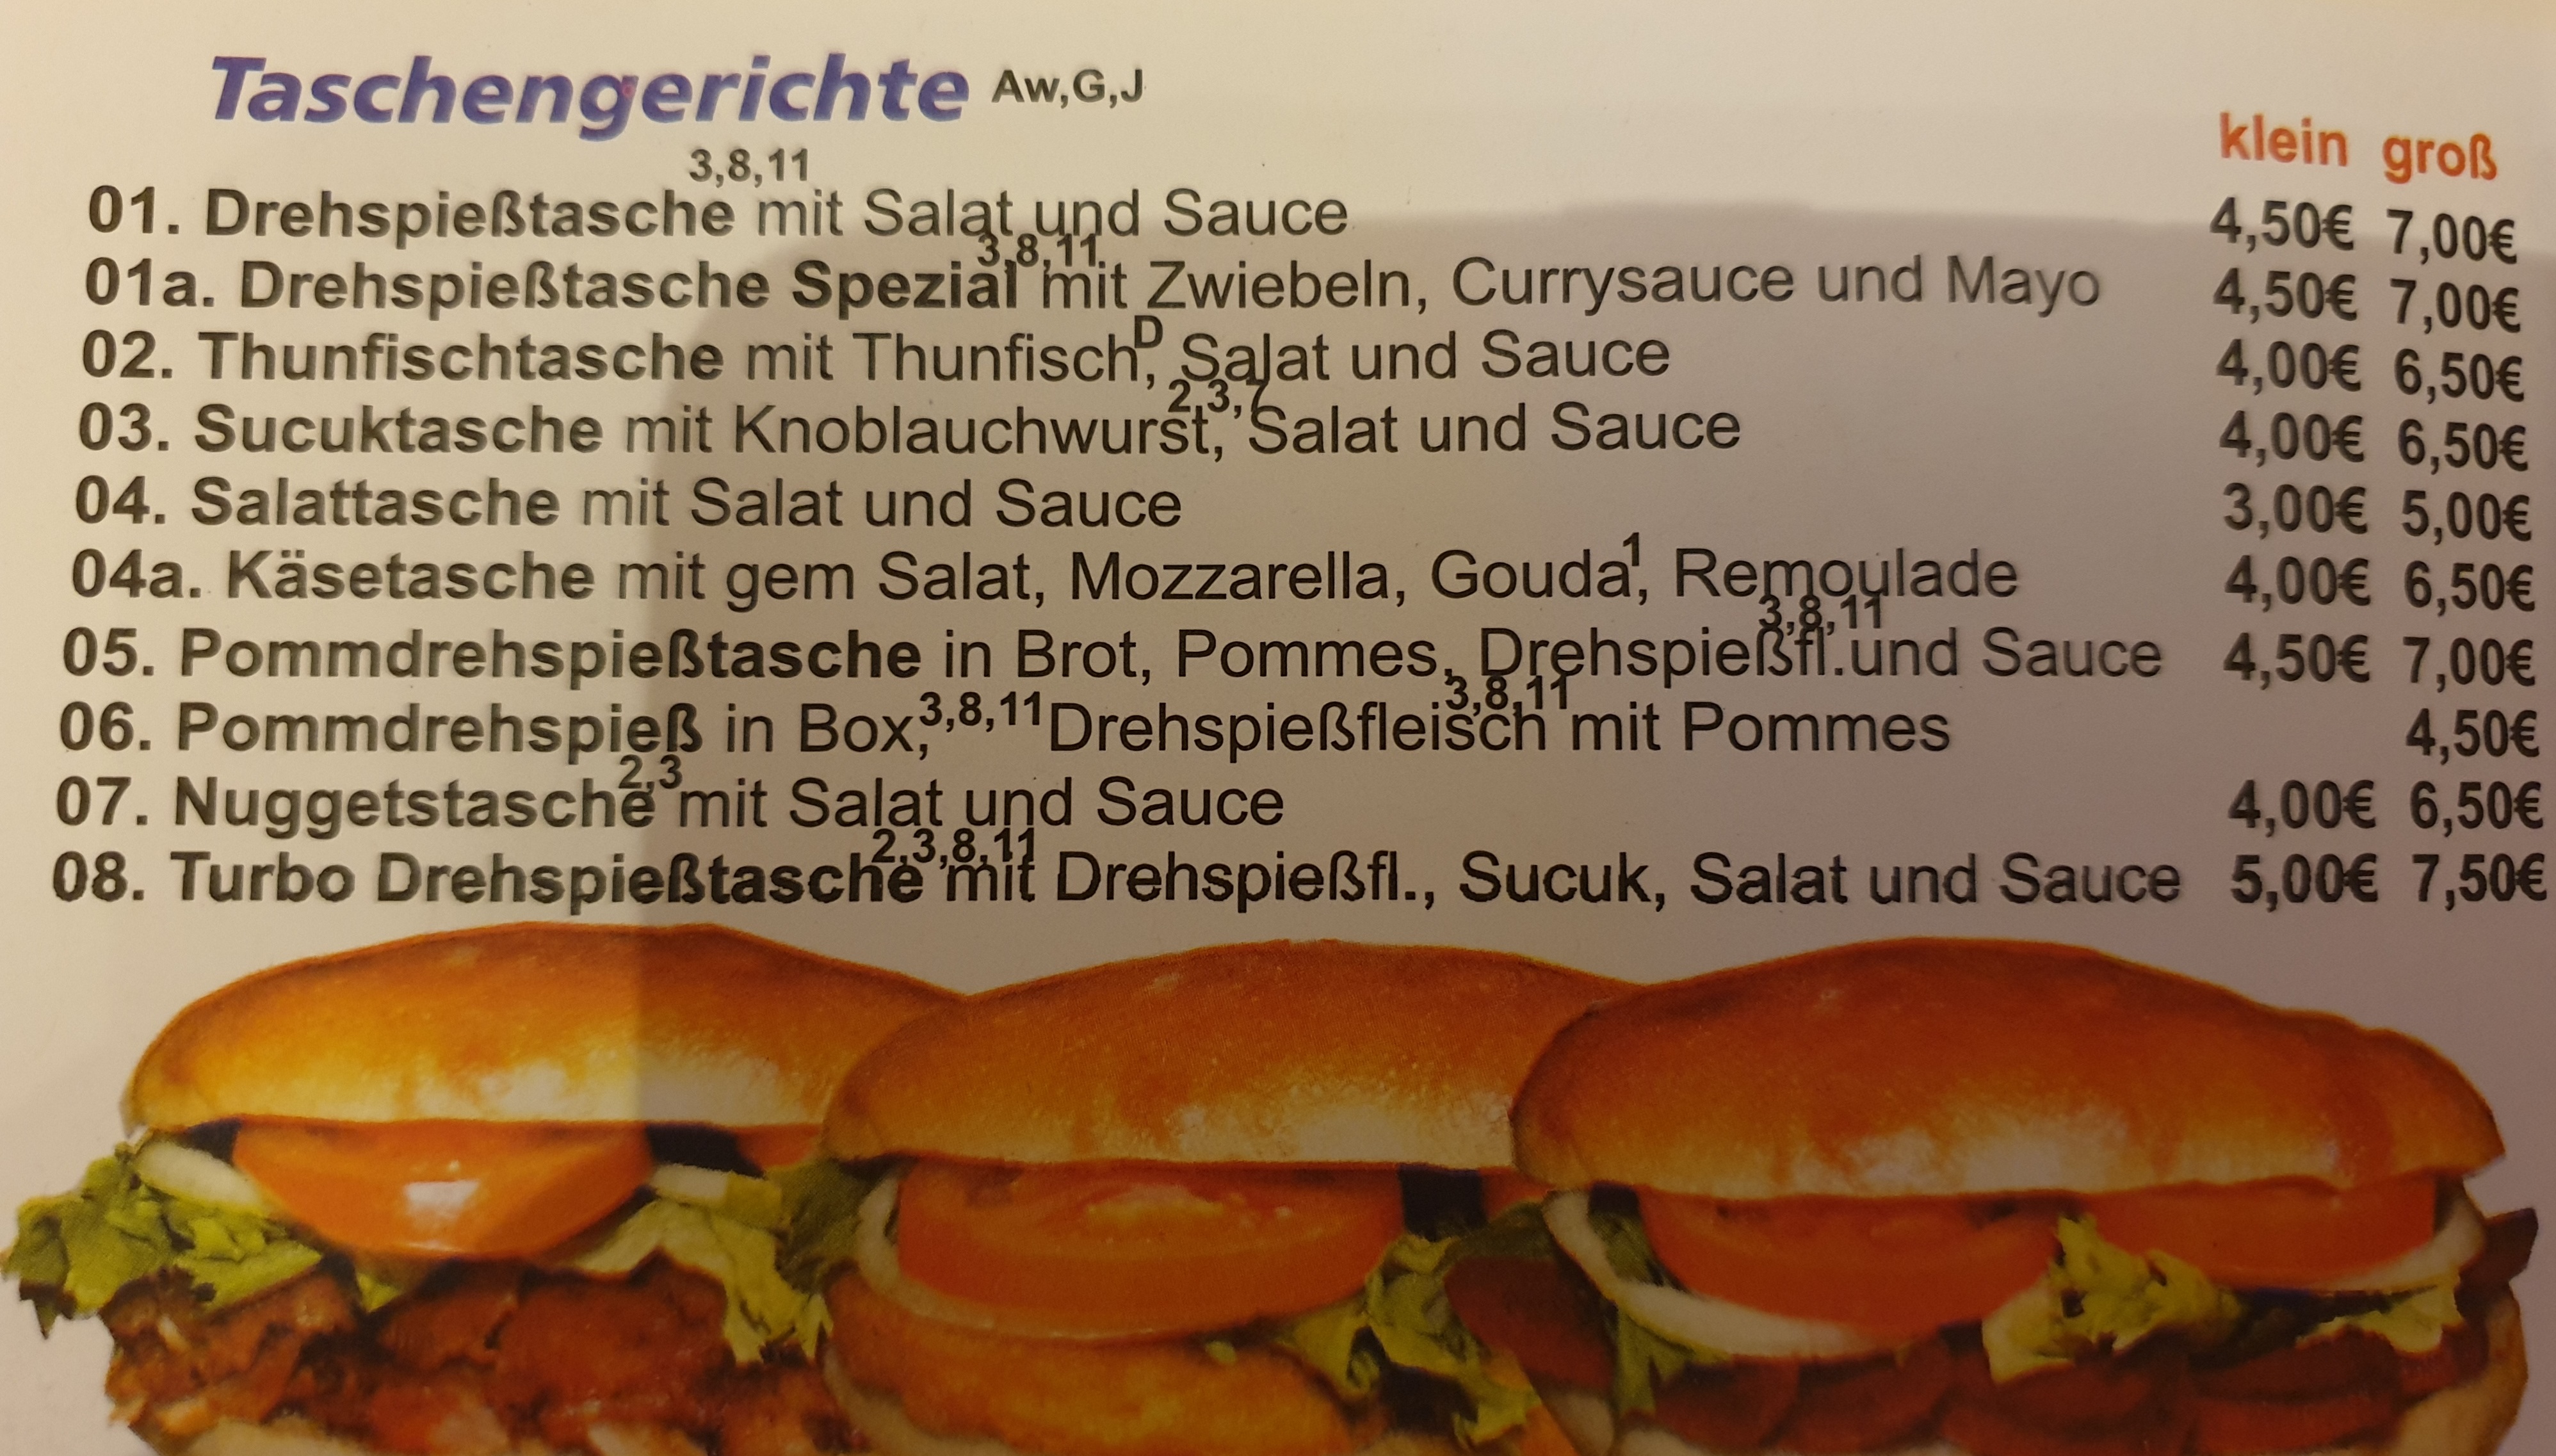 Taschengerichte Aw,G,J
klein groß
01. Drehspießtasche 3,8,11 mit Salat und Sauce 4,50€ 7,00€
01a. Drehspießtasche Spezial 3,8,11 mit Zwiebeln, Currysauce und Mayo 4,50€ 7,00€
02. Thunfischtasche mit Thunfisch D, Salat und Sauce 4,00€ 6,50€
03. Sucuktasche mit Knoblauchwurst, 2,3,7 Salat und Sauce 4,00€ 6,50€
04. Salattasche mit Salat und Sauce 3,00€ 5,00€
04a. Käsetasche mit gem Salat, Mozzarella, Gouda 1, Remoulade 4,00€ 6,50€
05. Pommdrehspießtasche in Brot, Pommes, Drehspießfl. 3,8,11 und Sauce 4,50€ 7,00€
06. Pommdrehspieß in Box, 3,8,11 Drehspießfleisch 3,8,11 mit Pommes 4,50€
07. Nuggetstasche 2,3 mit Salat und Sauce 4,00€ 6,50€
08. Turbo Drehspießtasche 2,3,8,11 mit Drehspießfl., Sucuk, Salat und Sauce 5,00€ 7,50€